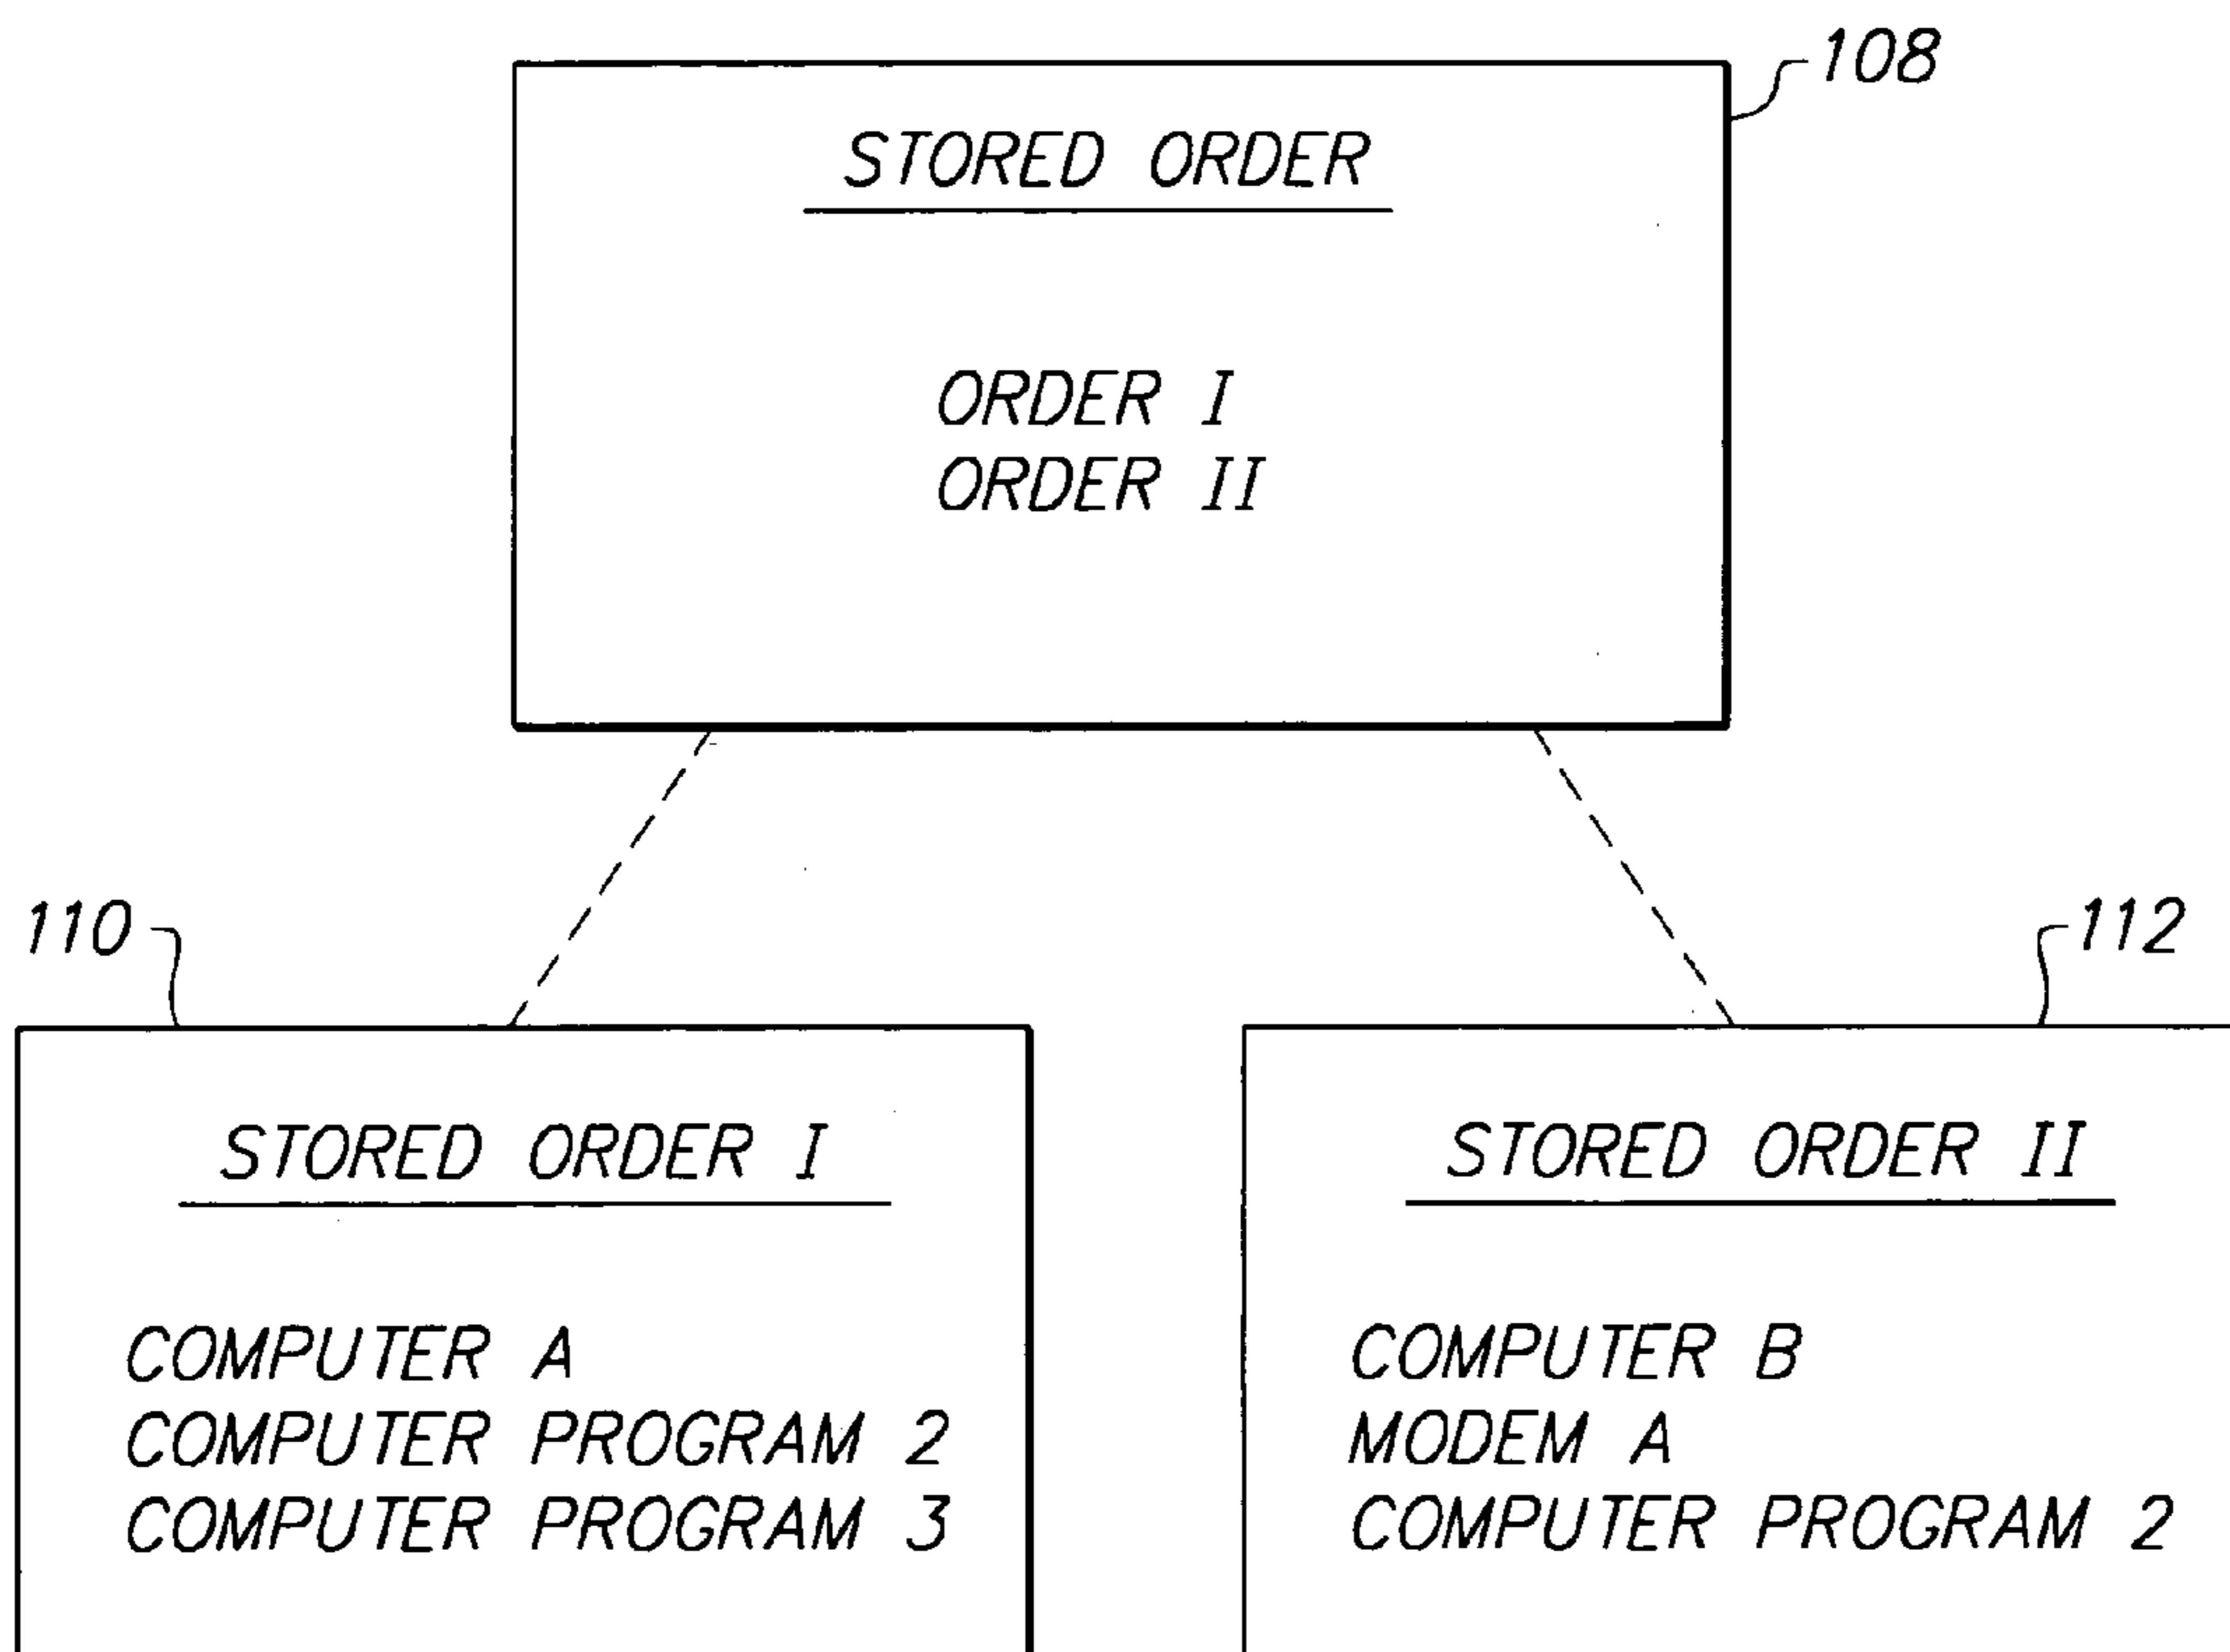 108
STORED ORDER
ORDER I
ORDER II
110
112
STORED ORDER I
COMPUTER A
COMPUTER PROGRAM 2
COMPUTER PROGRAM 3
STORED ORDER II
COMPUTER B
MODEM A
COMPUTER PROGRAM 2